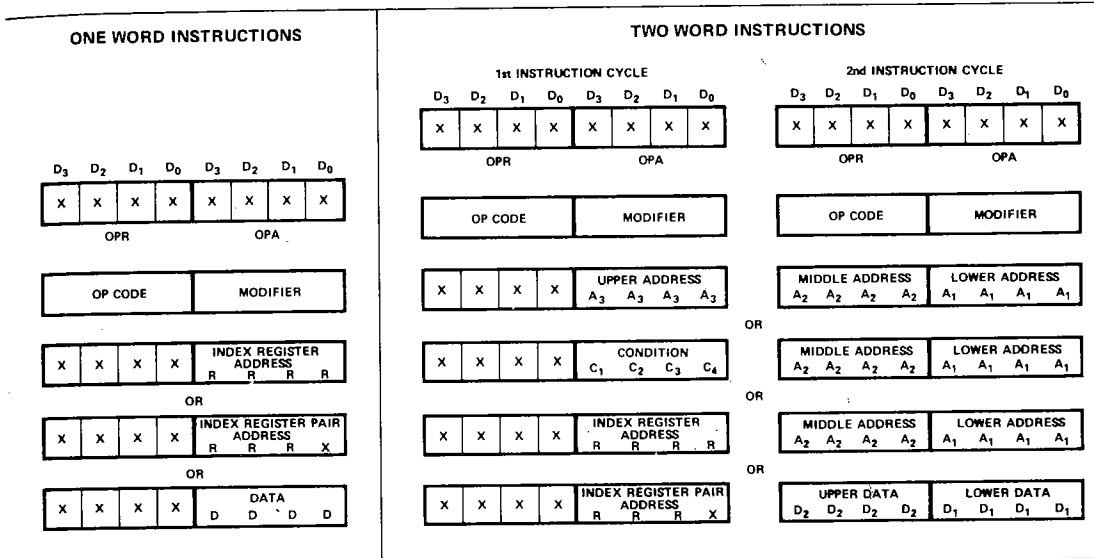 ONE WORD INSTRUCTIONS
D3 D2 D1 D0 D3 D2 D1 D0
X X X X X X X X
OPR OPA
OP CODE MODIFIER
X X X X INDEX REGISTER
ADDRESS
R R R R
OR
X X X X INDEX REGISTER PAIR
ADDRESS
R R R X
OR
X X X X DATA
D D D D
TWO WORD INSTRUCTIONS
1st INSTRUCTION CYCLE 2nd INSTRUCTION CYCLE
D3 D2 D1 D0 D3 D2 D1 D0 D3 D2 D1 D0 D3 D2 D1 D0
X X X X X X X X X X X X X X X X
OPR OPA OPR OPA
OP CODE MODIFIER OP CODE MODIFIER
X X X X UPPER ADDRESS MIDDLE ADDRESS LOWER ADDRESS
A3 A3 A3 A3 A2 A2 A2 A2 A1 A1 A1 A1
OR
X X X X CONDITION MIDDLE ADDRESS LOWER ADDRESS
C1 C2 C3 C4 A2 A2 A2 A2 A1 A1 A1 A1
OR
X X X X INDEX REGISTER MIDDLE ADDRESS LOWER ADDRESS
ADDRESS
R R R R A2 A2 A2 A2 A1 A1 A1 A1
OR
X X X X INDEX REGISTER PAIR UPPER DATA LOWER DATA
ADDRESS
R R R X D2 D2 D2 D2 D1 D1 D1 D1